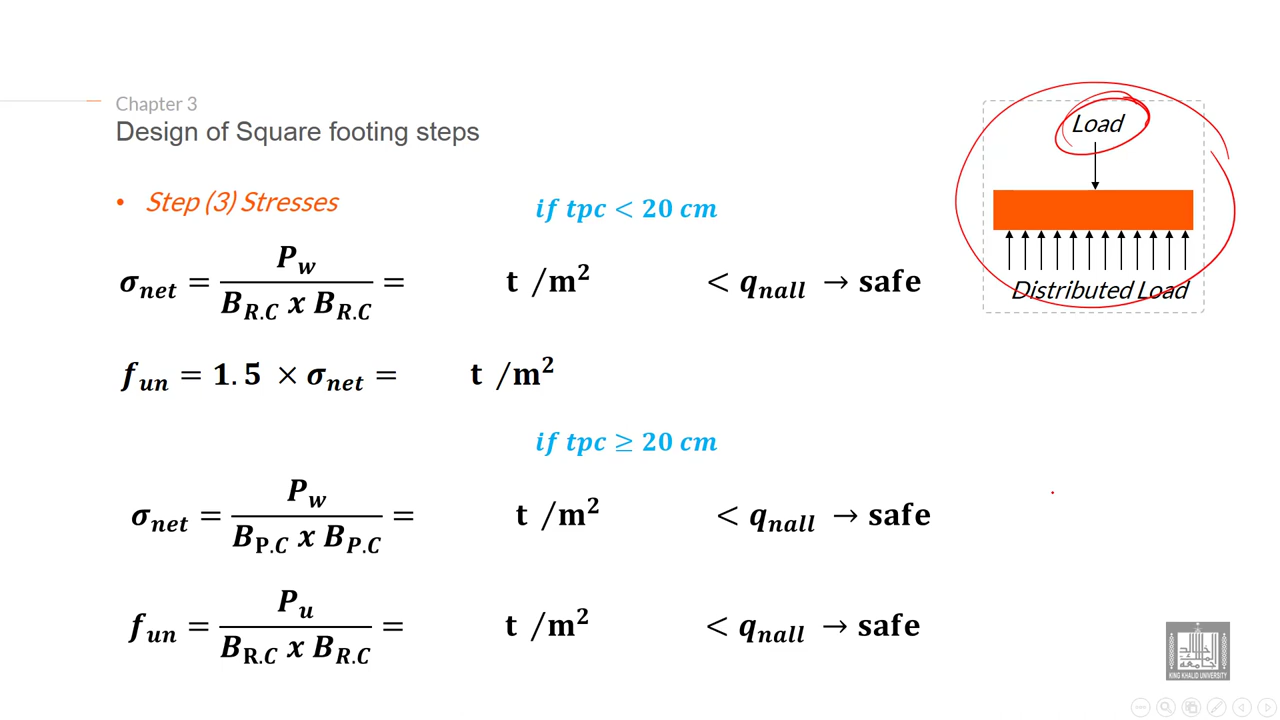 Chapter 3
Design of Square footing steps
Load
• Step (3) Stresses
if tpc < 20 cm
σ_net = P_w / (B_R.C x B_R.C) = t /m² < q_nall → safe
Distributed Load
f_un = 1.5 × σ_net = t /m²
if tpc ≥ 20 cm
σ_net = P_w / (B_P.C x B_P.C) = t /m² < q_nall → safe
f_un = P_u / (B_R.C x B_R.C) = t /m² < q_nall → safe
KING KHALID UNIVERSITY